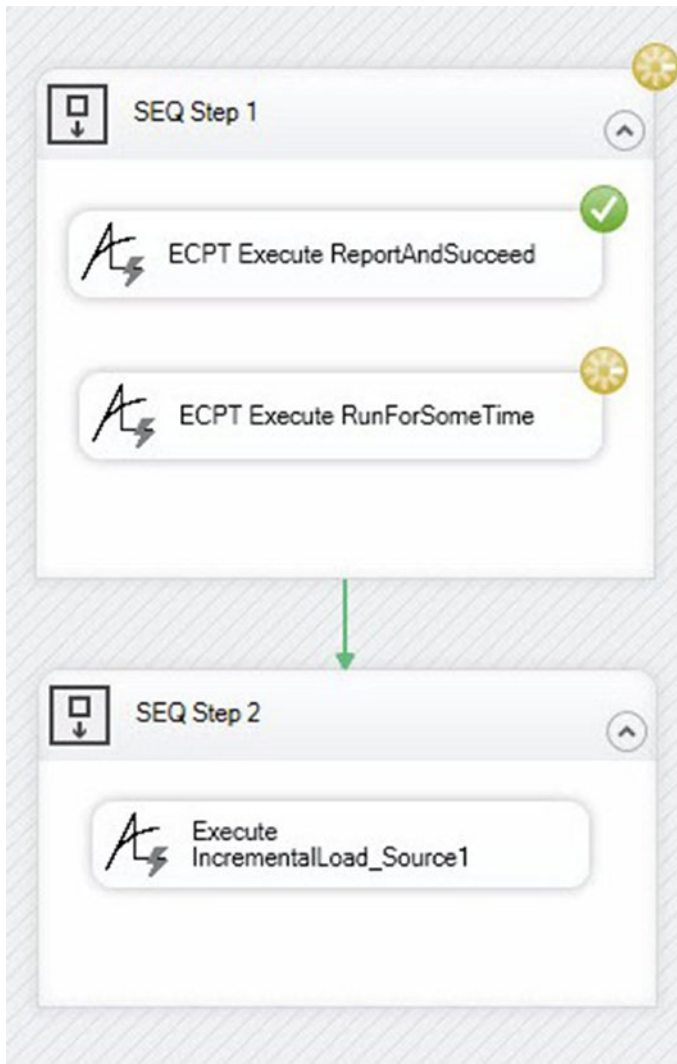 SEQ Step 1
ECPT Execute ReportAndSucceed
ECPT Execute RunForSomeTime
SEQ Step 2
Execute
IncrementalLoad_Source1